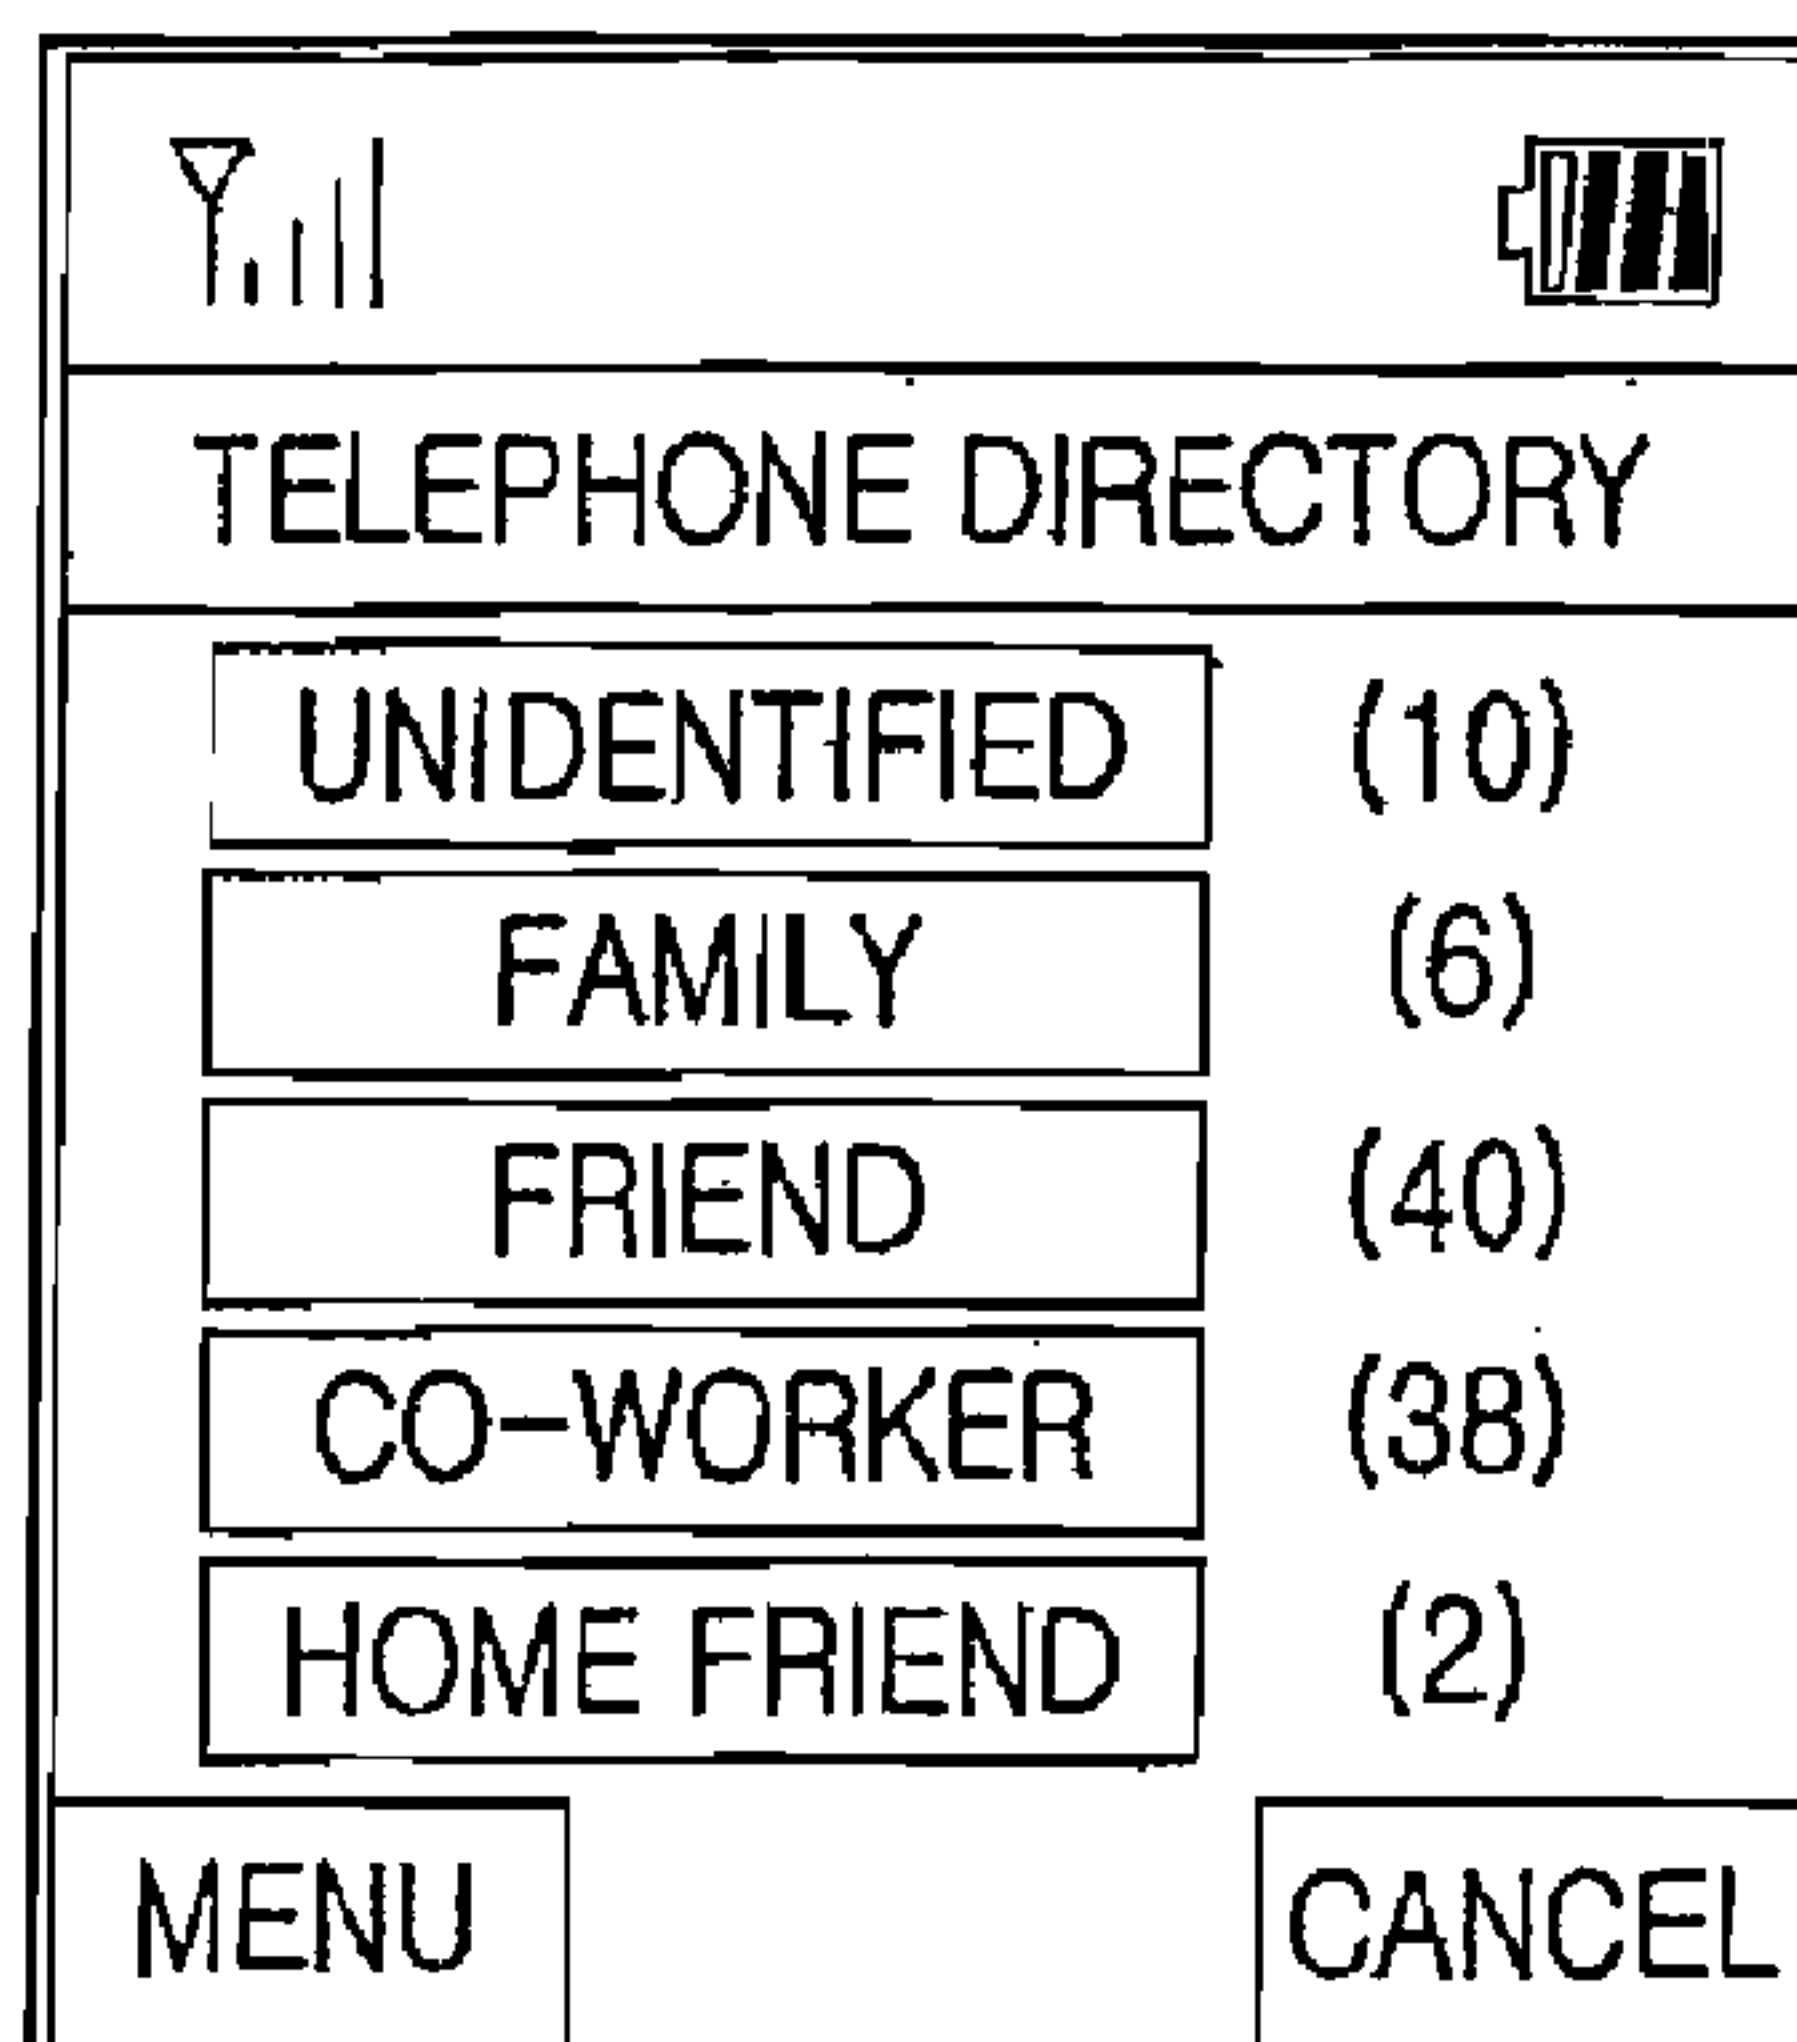 TELEPHONE DIRECTORY
UNIDENTIFIED (10)
FAMILY (6)
FRIEND (40)
CO-WORKER (38)
HOME FRIEND (2)
MENU CANCEL